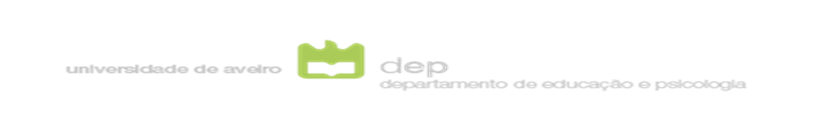 universidade de aveiro
dep
departamento de educação e psicologia